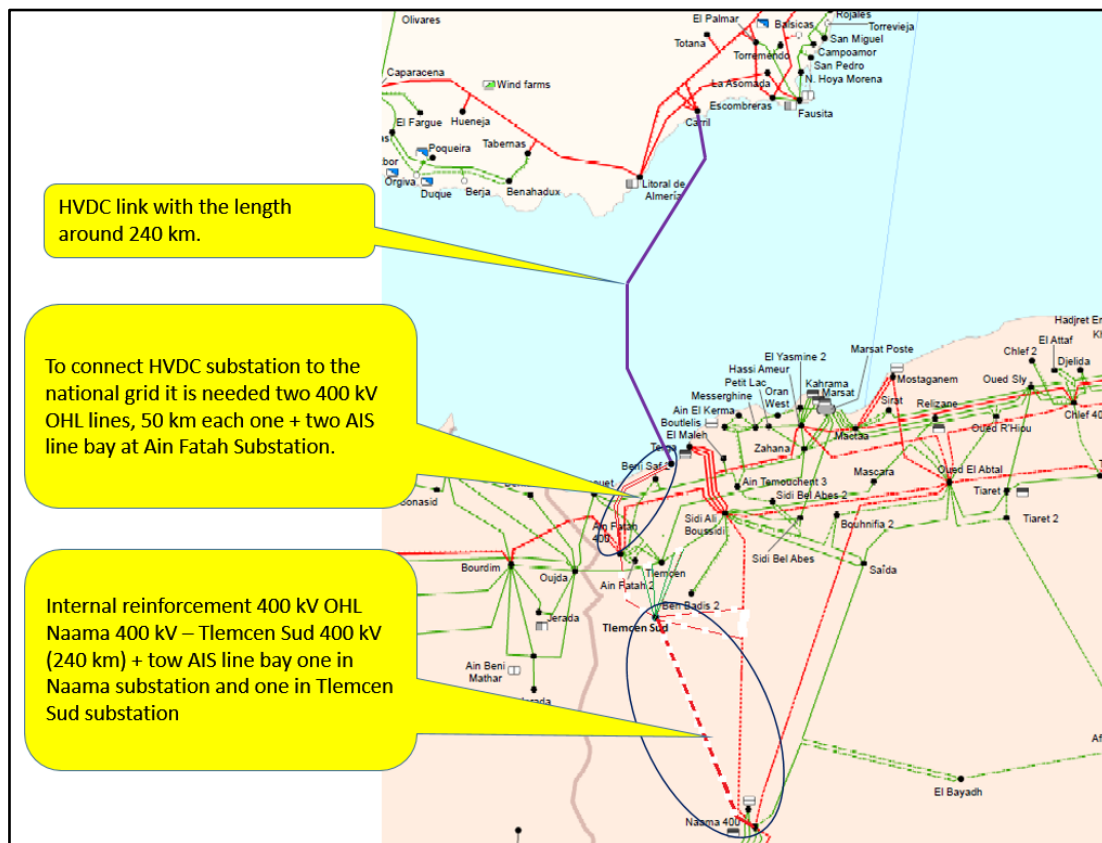 Olivares
El Palmar
Balsicas
Rojales
Torrevieja
Totana
Torremendo
San Miguel
Campoamor
San Pedro
N. Hoya Morena
La Asomada
Caparacena
Wind farms
Escombreras
Fausita
El Fargue
Hueneja
Carril
Poqueira
Tabernas
Orgiva
Duque
Berja
Benahadux
Litoral de
Almería
HVDC link with the length
around 240 km.
To connect HVDC substation to the
national grid it is needed two 400 kV
OHL lines, 50 km each one + two AIS
line bay at Ain Fatah Substation.
Internal reinforcement 400 kV OHL
Naama 400 kV – Tlemcen Sud 400 kV
(240 km) + tow AIS line bay one in
Naama substation and one in Tlemcen
Sud substation
Hadjret En
El Attaf
Chlef 2
Djelida
Marsat Poste
El Yasmine 2
Hassi Ameur
Kahrama
Marsat
Mostaganem
Oued Sly
Petit Lac
Oran
West
Messerghine
Sirat
Relizane
Chlef 40
Ain El Kerma
Boutlelis
El Maleh
Terga
Zahana
Mactaa
Oued R'Hiou
Beni Saf 2
Mascara
Oued El Abtal
Ain Temouchent 3
Sidi Bel Abes 2
Tiaret
Tiaret 2
Sidi Ali
Boussidi
Bouhnifia 2
Sidi Bel Abes
Saïda
Ain Fatah
400
Bourdim
Oujda
Ain Fatah 2
Tlemcen
Ben Badis 2
Tlemcen Sud
Jerada
Ain Beni
Mathar
El Bayadh
Naama 400